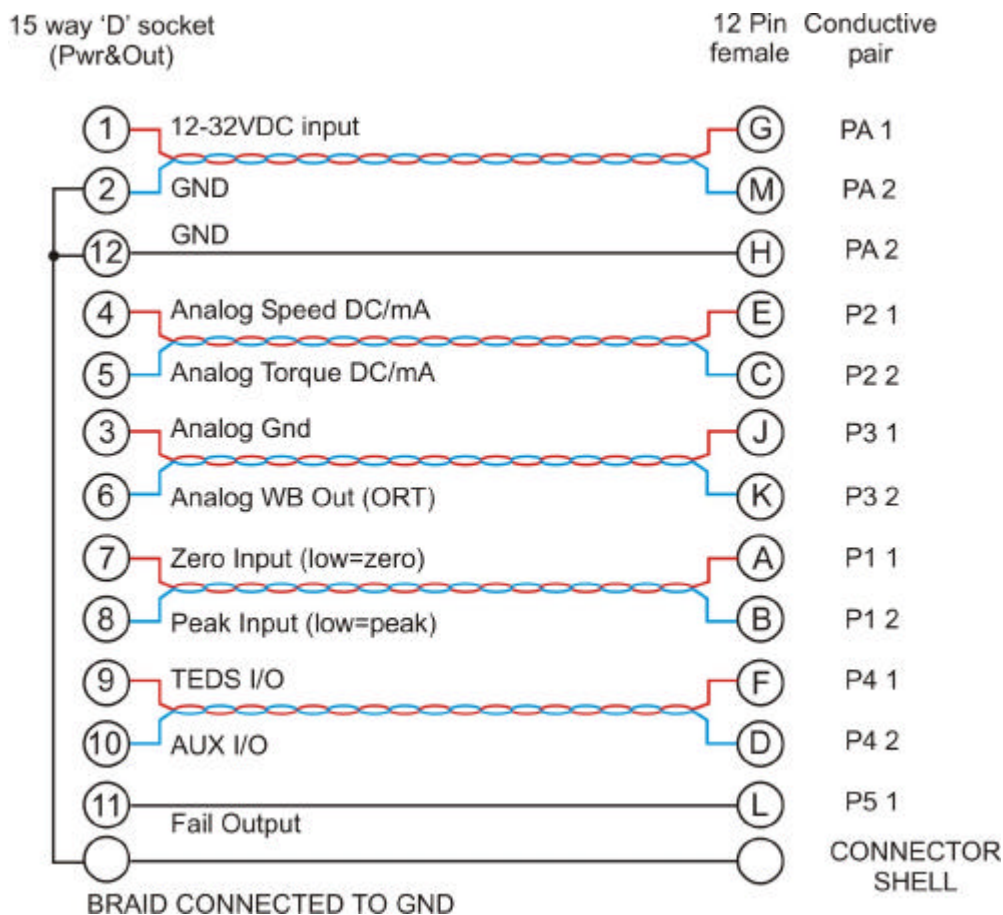 15 way ‘D’ socket 12 Pin Conductive
(Pwr&Out) female pair
1 12-32VDC input G PA 1
2 GND M PA 2
12 GND H PA 2
4 Analog Speed DC/mA E P2 1
5 Analog Torque DC/mA C P2 2
3 Analog Gnd J P3 1
6 Analog WB Out (ORT) K P3 2
7 Zero Input (low=zero) A P1 1
8 Peak Input (low=peak) B P1 2
9 TEDS I/O F P4 1
10 AUX I/O D P4 2
11 Fail Output L P5 1
CONNECTOR
SHELL
BRAID CONNECTED TO GND